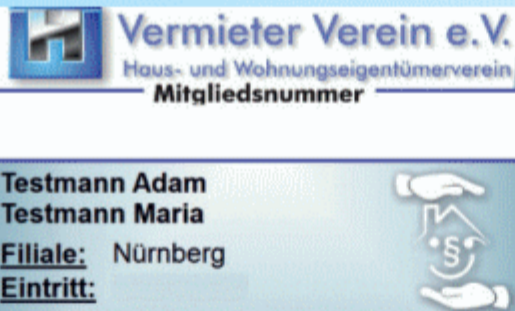 Vermieter Verein e.V.
Haus- und Wohnungseigentümerverein
Mitgliedsnummer
Testmann Adam
Testmann Maria
Filiale: Nürnberg
Eintritt:
§